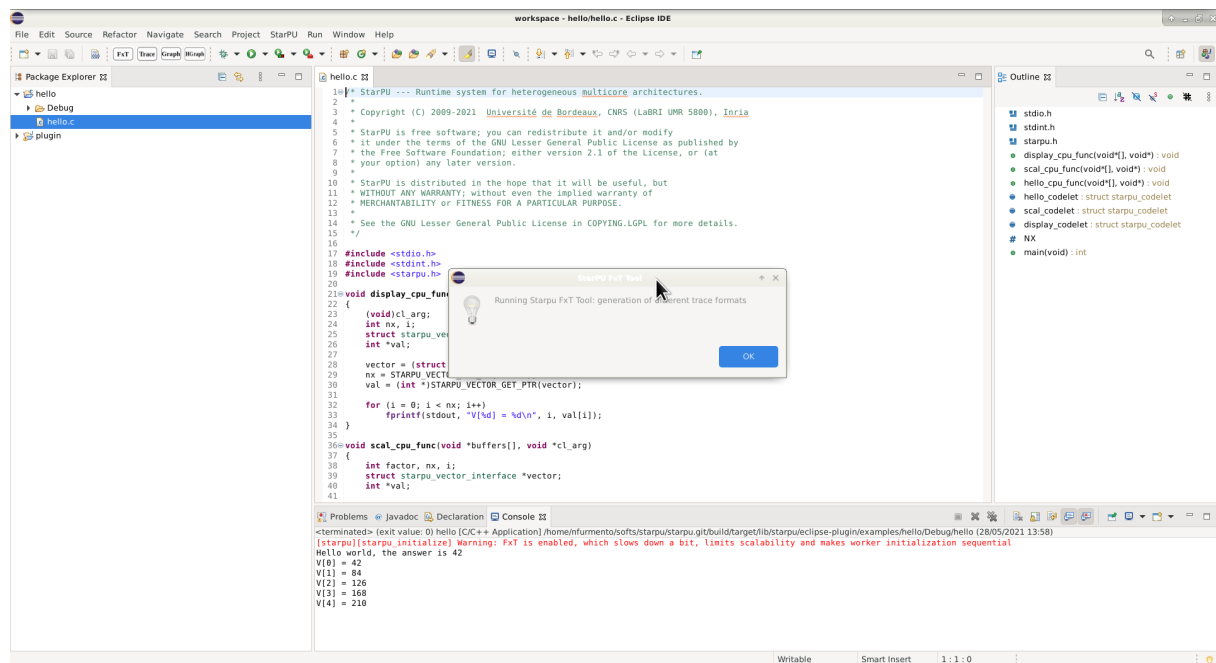 workspace - hello/hello.c - Eclipse IDE
File Edit Source Refactor Navigate Search Project StarPU Run Window Help
FxT Trace Graph HGraph
Package Explorer
hello
Debug
hello.c
plugin
hello.c
1 /* StarPU --- Runtime system for heterogeneous multicore architectures.
2 *
3 * Copyright (C) 2009-2021 Université de Bordeaux, CNRS (LaBRI UMR 5800), Inria
4 *
5 * StarPU is free software; you can redistribute it and/or modify
6 * it under the terms of the GNU Lesser General Public License as published by
7 * the Free Software Foundation; either version 2.1 of the License, or (at
8 * your option) any later version.
9 *
10 * StarPU is distributed in the hope that it will be useful, but
11 * WITHOUT ANY WARRANTY; without even the implied warranty of
12 * MERCHANTABILITY or FITNESS FOR A PARTICULAR PURPOSE.
13 *
14 * See the GNU Lesser General Public License in COPYING.LGPL for more details.
15 */
16
17 #include <stdio.h>
18 #include <stdint.h>
19 #include <starpu.h>
20
21 void display_cpu_func
22 {
23 (void)cl_arg;
24 int nx, i;
25 struct starpu_vec
26 int *val;
27
28 vector = (struct
29 nx = STARPU_VECTO
30 val = (int *)STARPU_VECTOR_GET_PTR(vector);
31
32 for (i = 0; i < nx; i++)
33 fprintf(stdout, "V[%d] = %d\n", i, val[i]);
34 }
35
36 void scal_cpu_func(void *buffers[], void *cl_arg)
37 {
38 int factor, nx, i;
39 struct starpu_vector_interface *vector;
40 int *val;
41
StarPU FxT Tool
Running Starpu FxT Tool: generation of different trace formats
OK
Outline
stdio.h
stdint.h
starpu.h
display_cpu_func(void*[], void*) : void
scal_cpu_func(void*[], void*) : void
hello_cpu_func(void*[], void*) : void
hello_codelet : struct starpu_codelet
scal_codelet : struct starpu_codelet
display_codelet : struct starpu_codelet
# NX
main(void) : int
Problems Javadoc Declaration Console
<terminated> (exit value: 0) hello [C/C++ Application] /home/nfurmento/softs/starpu/starpu.git/build/target/lib/starpu/eclipse-plugin/examples/hello/Debug/hello (28/05/2021 13:58)
[starpu][starpu_initialize] Warning: FxT is enabled, which slows down a bit, limits scalability and makes worker initialization sequential
Hello world, the answer is 42
V[0] = 42
V[1] = 84
V[2] = 126
V[3] = 168
V[4] = 210
Writable Smart Insert 1 : 1 : 0